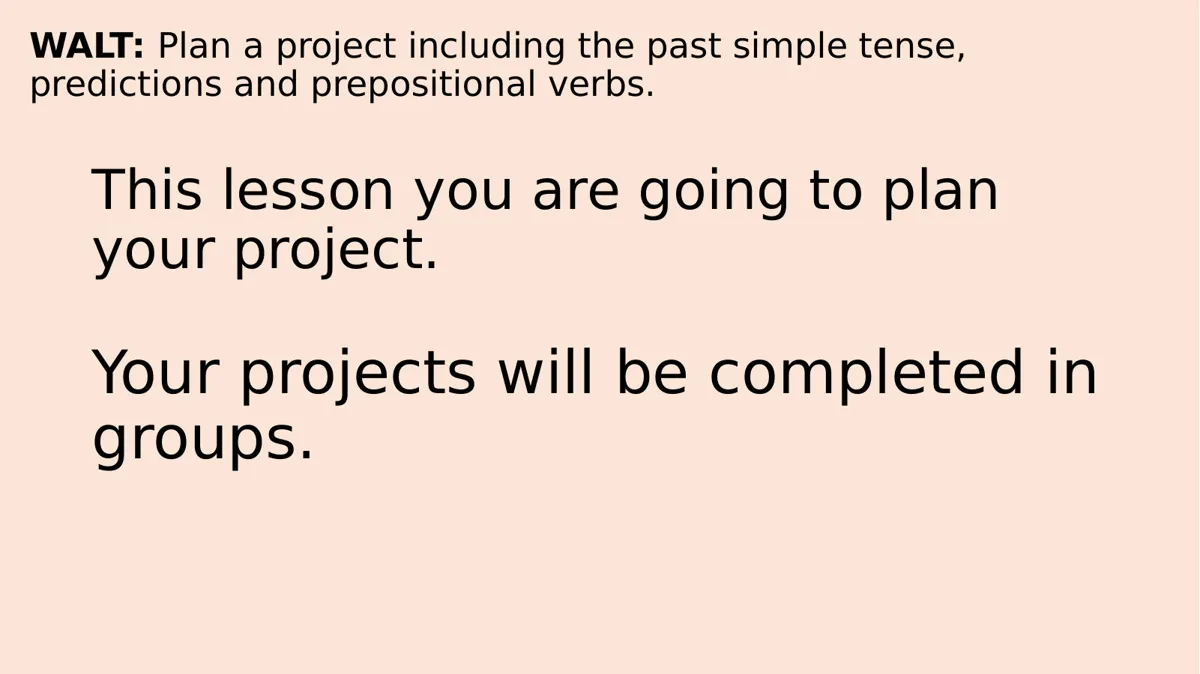 WALT: Plan a project including the past simple tense,
predictions and prepositional verbs.
This lesson you are going to plan
your project.
Your projects will be completed in
groups.